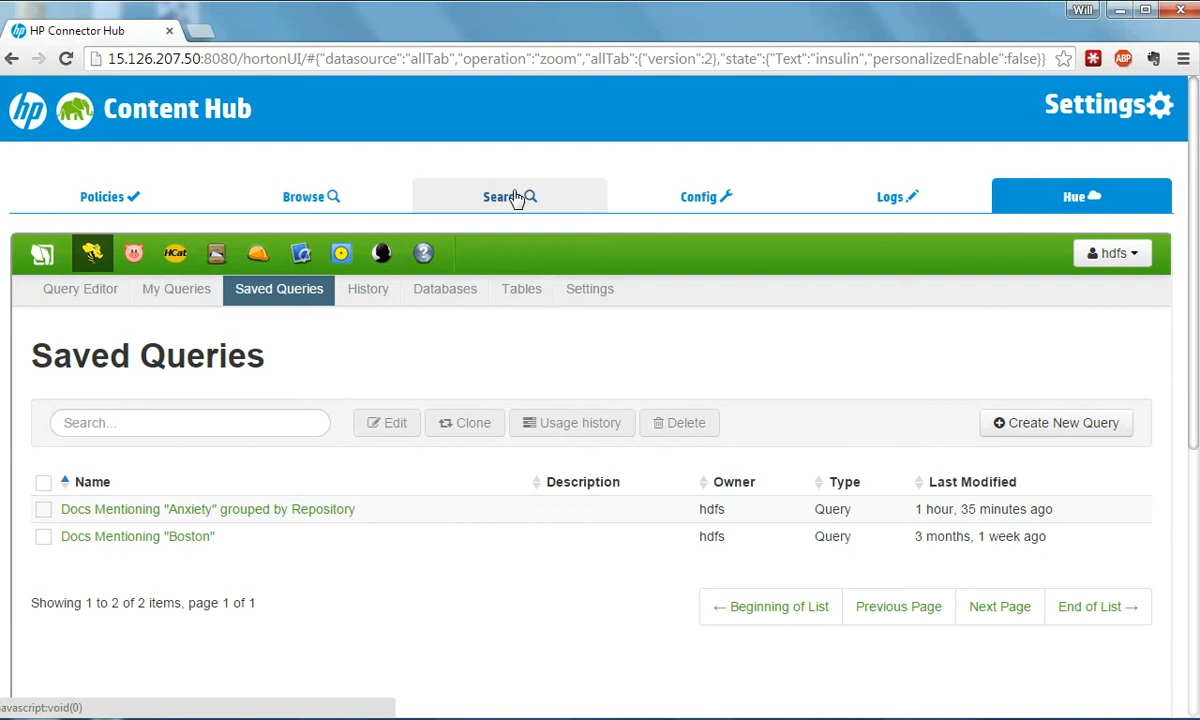 Will
HP Connector Hub
15.126.207.50:8080/hortonUI/#{"datasource":"allTab","operation":"zoom","allTab":{"version":2},"state":{"Text":"insulin","personalizedEnable":false}}
ABP
hp Content Hub Settings
Policies Browse Search Config Logs Hue
HCat hdfs
Query Editor My Queries Saved Queries History Databases Tables Settings
Saved Queries
Search... Edit Clone Usage history Delete Create New Query
Name Description Owner Type Last Modified
Docs Mentioning "Anxiety" grouped by Repository hdfs Query 1 hour, 35 minutes ago
Docs Mentioning "Boston" hdfs Query 3 months, 1 week ago
Showing 1 to 2 of 2 items, page 1 of 1 ← Beginning of List Previous Page Next Page End of List →
avascript:void(0)